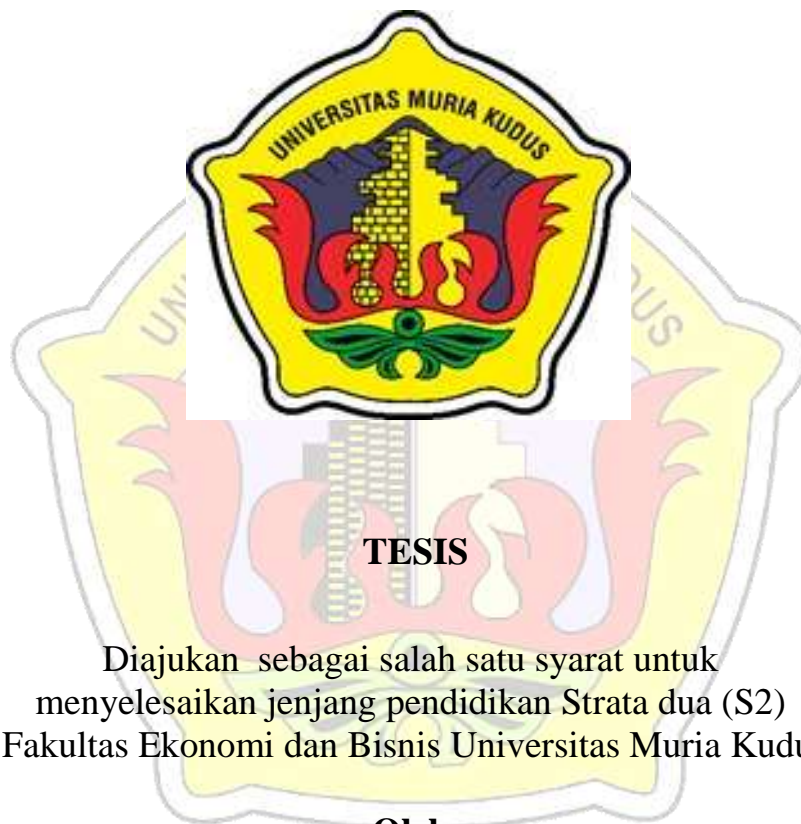 UNIVERSITAS MURIA KUDUS
TESIS
Diajukan sebagai salah satu syarat untuk
menyelesaikan jenjang pendidikan Strata dua (S2)
Fakultas Ekonomi dan Bisnis Universitas Muria Kudu